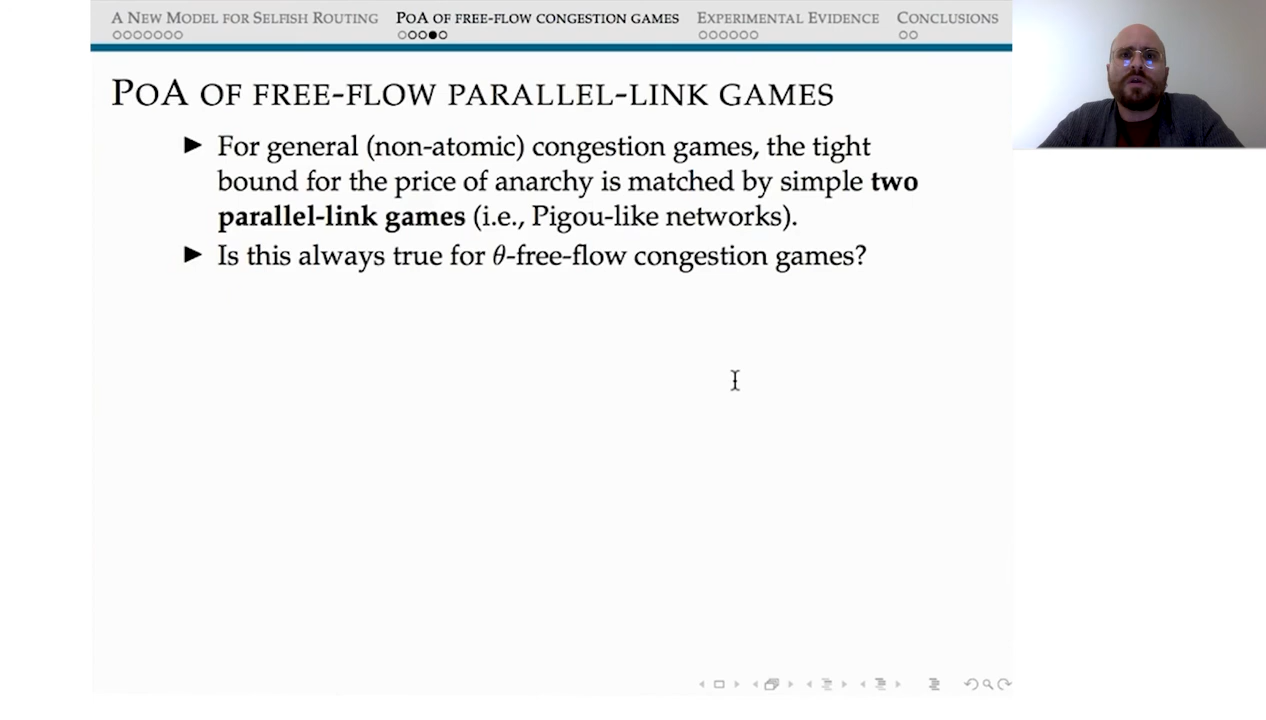 A New Model for Selfish Routing PoA of free-flow congestion games Experimental Evidence Conclusions
PoA of free-flow parallel-link games
► For general (non-atomic) congestion games, the tight
bound for the price of anarchy is matched by simple two
parallel-link games (i.e., Pigou-like networks).
► Is this always true for θ-free-flow congestion games?